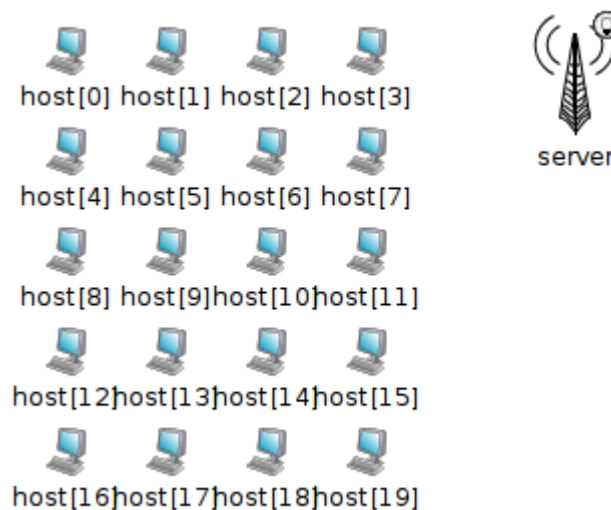 host[0] host[1] host[2] host[3]
server
host[4] host[5] host[6] host[7]
host[8] host[9] host[10] host[11]
host[12] host[13] host[14] host[15]
host[16] host[17] host[18] host[19]